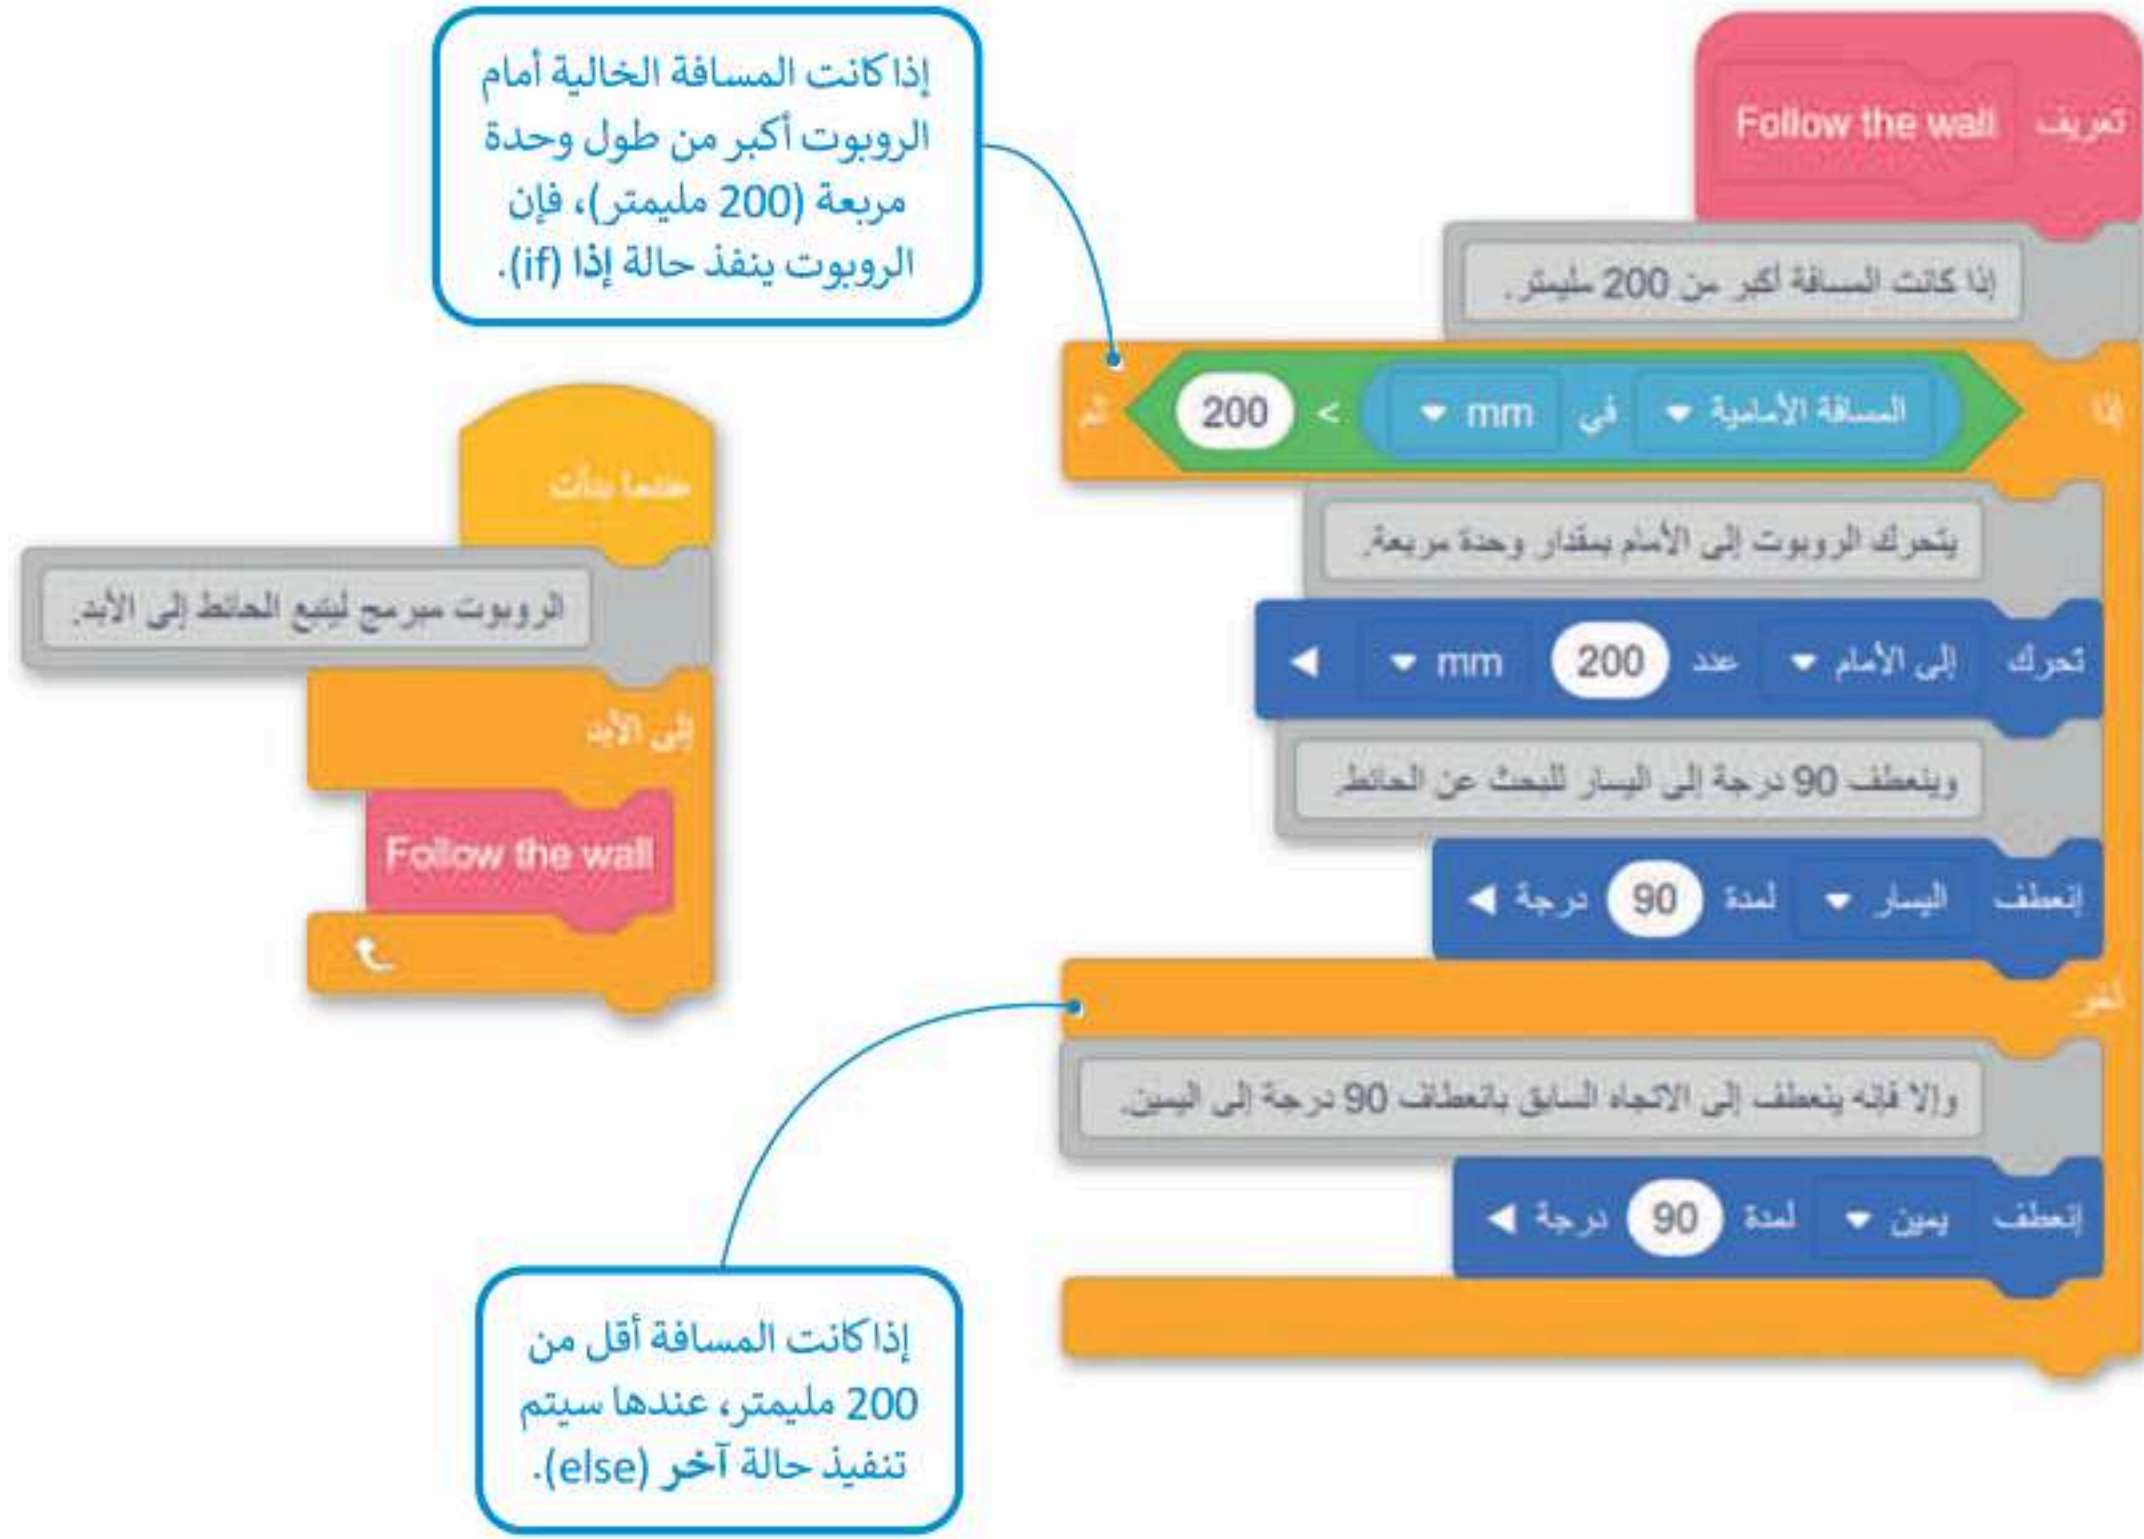 إذا كانت المسافة الخالية أمام
الروبوت أكبر من طول وحدة
مربعة (200 مليمتر)، فإن
الروبوت ينفذ حالة إذا (if).
تعريف Follow the wall
إذا كانت المسافة أكبر من 200 مليمتر.
إذا المسافة الأمامية في mm > 200 ثم
يتحرك الروبوت إلى الأمام بمقدار وحدة مربعة.
تحرك إلى الأمام عدد 200 mm
وينعطف 90 درجة إلى اليسار للبحث عن الحائط.
إنعطف اليسار لمدة 90 درجة
آخر
وإلا فإنه ينعطف إلى الاتجاه السابق بانعطاف 90 درجة إلى اليمين.
إنعطف يمين لمدة 90 درجة
عندما بدأت
الروبوت مبرمج ليتبع الحائط إلى الأبد.
إلى الأبد
Follow the wall
إذا كانت المسافة أقل من
200 مليمتر، عندها سيتم
تنفيذ حالة آخر (else).